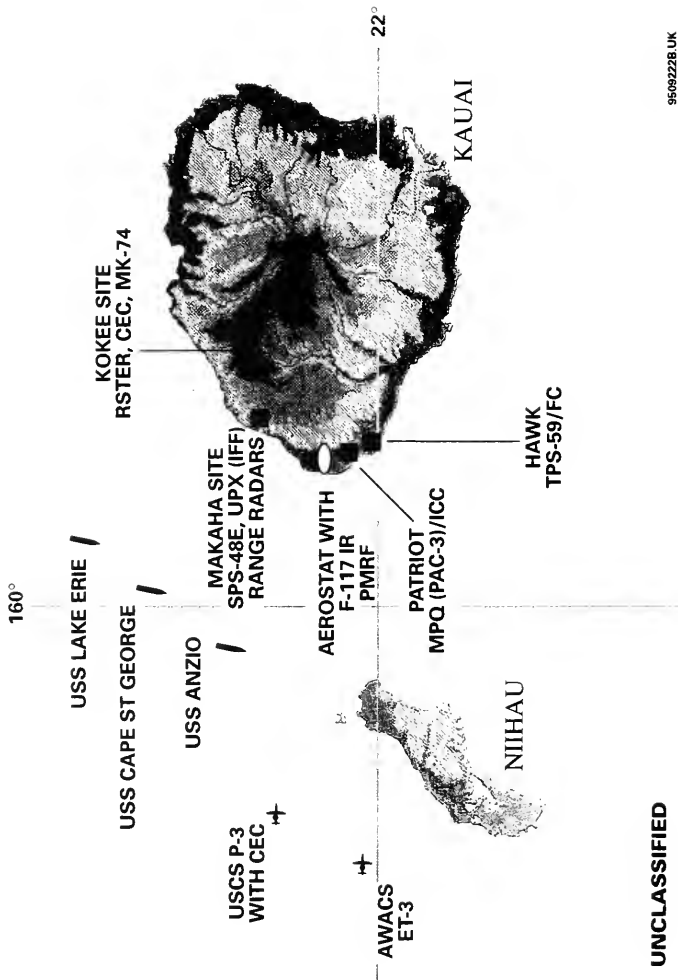 160°
USS LAKE ERIE
USS CAPE ST GEORGE
USS ANZIO
USCS P-3
WITH CEC
AWACS
ET-3
KOKEE SITE
RSTER, CEC, MK-74
MAKAHA SITE
SPS-48E, UPX (IFF)
RANGE RADARS
AEROSTAT WITH
F-117 IR
PMRF
PATRIOT
MPQ (PAC-3)/ICC
HAWK
TPS-59/FC
22°
KAUAI
NIIHAU
UNCLASSIFIED
9509222B.UK